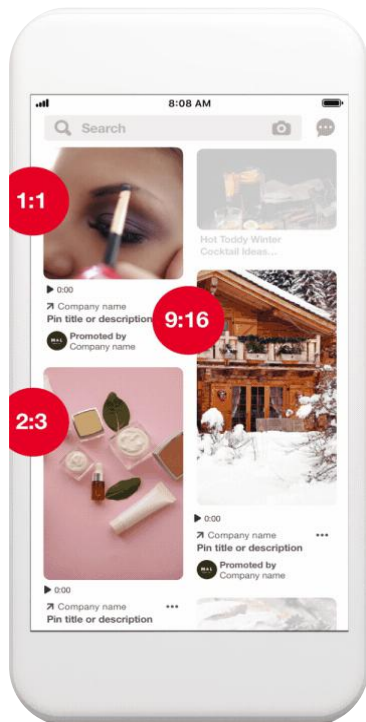 8:08 AM
Search
1:1
0:00
Company name
Pin title or description
Promoted by
Company name
Hot Toddy Winter
Cocktail Ideas...
9:16
0:00
Company name
Pin title or description
Promoted by
Company name
2:3
0:00
Company name
Pin title or description